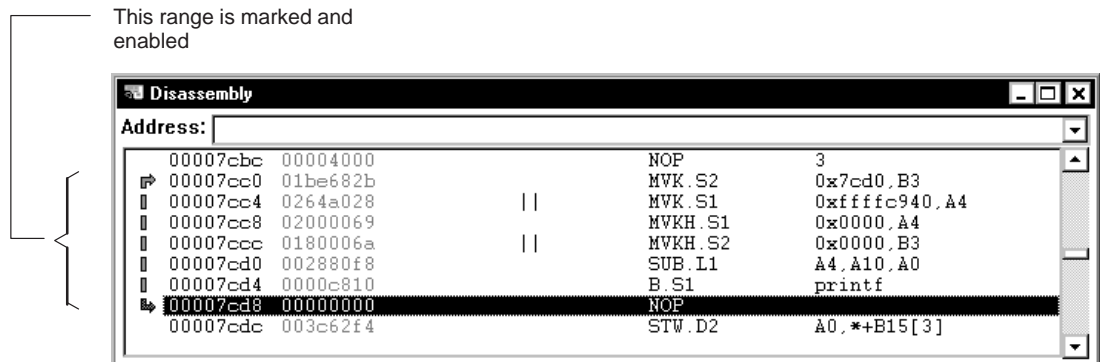 This range is marked and
enabled
Disassembly
Address:
00007cbc 00004000 NOP 3
00007cc0 01be682b MVK.S2 0x7cd0,B3
00007cc4 0264a028 || MVK.S1 0xffffc940,A4
00007cc8 02000069 MVKH.S1 0x0000,A4
00007ccc 0180006a || MVKH.S2 0x0000,B3
00007cd0 002880f8 SUB.L1 A4,A10,A0
00007cd4 0000c810 B.S1 printf
00007cd8 00000000 NOP
00007cdc 003c62f4 STW.D2 A0,*+B15[3]